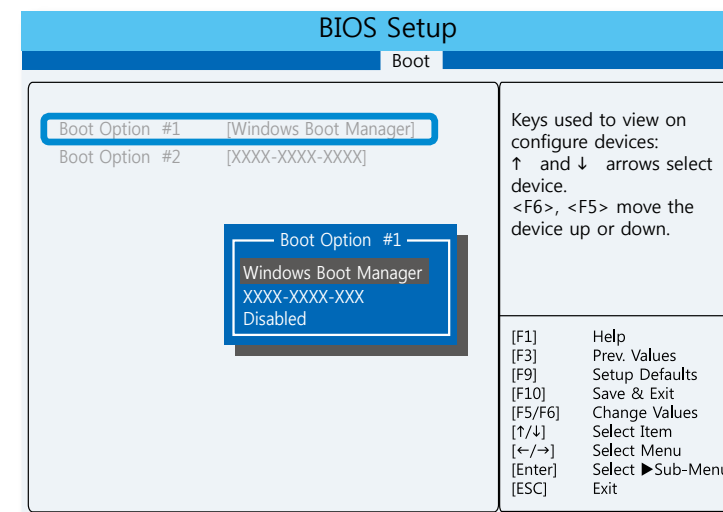 BIOS Setup
Boot
Boot Option #1 [Windows Boot Manager]
Boot Option #2 [XXXX-XXXX-XXXX]
Boot Option #1
Windows Boot Manager
XXXX-XXXX-XXX
Disabled
Keys used to view on
configure devices:
↑ and ↓ arrows select
device.
<F6>, <F5> move the
device up or down.
[F1] Help
[F3] Prev. Values
[F9] Setup Defaults
[F10] Save & Exit
[F5/F6] Change Values
[↑/↓] Select Item
[←/→] Select Menu
[Enter] Select ▶Sub-Menu
[ESC] Exit